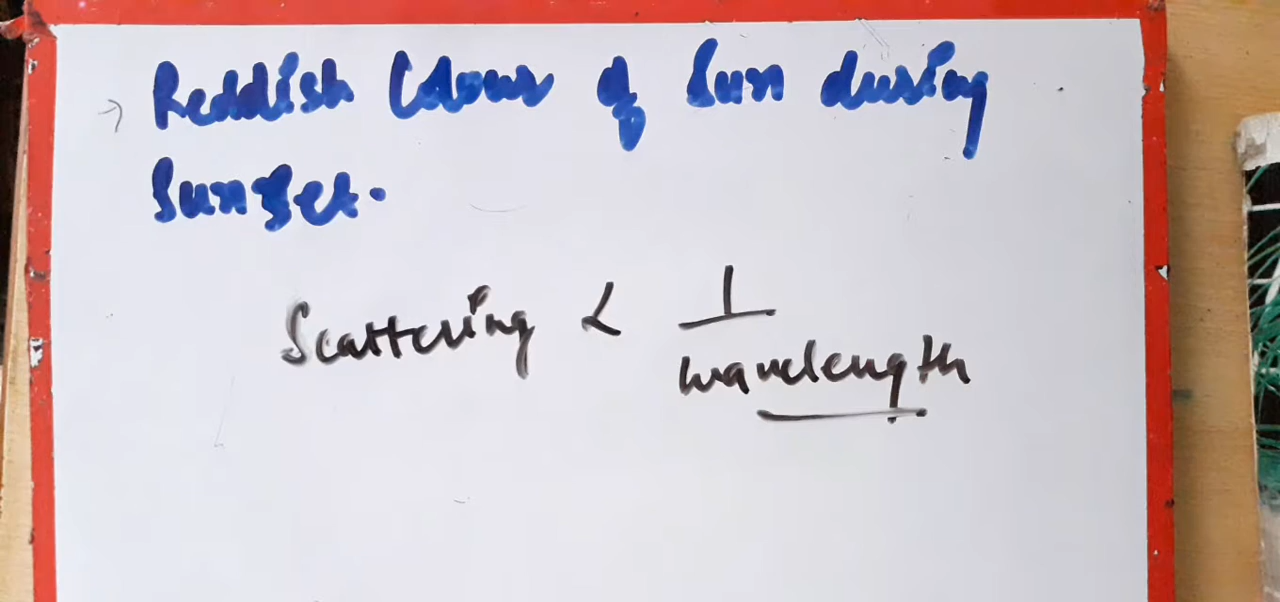 → Reddish Colour of Sun during
Sunset.
Scattering ∝ 1
wavelength